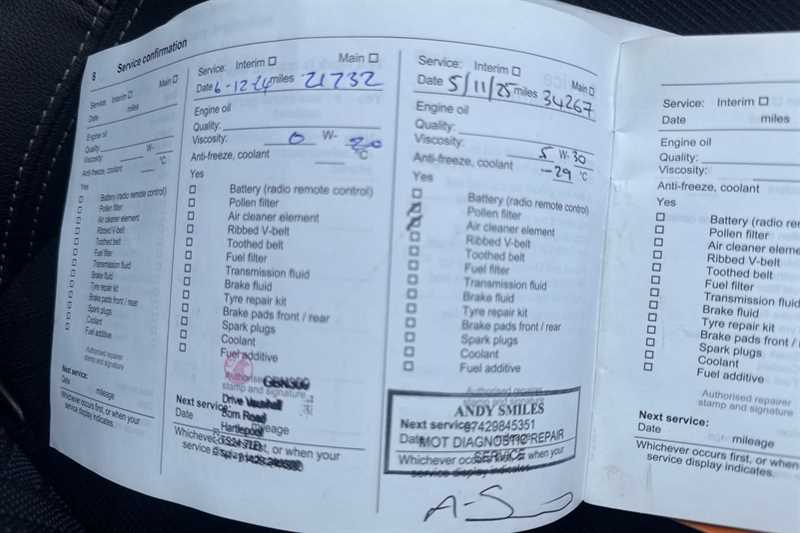 8 Service confirmation
Service: Interim Main
Date miles
Engine oil
Quality:
Viscosity: W-
Anti-freeze, coolant °C
Yes
Battery (radio remote control)
Pollen filter
Air cleaner element
Ribbed V-belt
Toothed belt
Fuel filter
Transmission fluid
Brake fluid
Tyre repair kit
Brake pads front / rear
Spark plugs
Coolant
Fuel additive
Authorised repairer
stamp and signature
Next service:
Date mileage
Whichever occurs first, or when your
service display indicates.
Service: Interim Main
Date 6-12-24 miles 21732
Engine oil
Quality:
Viscosity: 0 W- 20
Anti-freeze, coolant °C
Yes
Battery (radio remote control)
Pollen filter
Air cleaner element
Ribbed V-belt
Toothed belt
Fuel filter
Transmission fluid
Brake fluid
Tyre repair kit
Brake pads front / rear
Spark plugs
Coolant
Fuel additive
Authorised
stamp and signature
Drive Vauxhall
Next service:
Burn Road
Date mileage
Hartlepool
Whichever occurs first, or when your
service display indicates.
Service: Interim Main
Date 5/11/25 miles 34267
Engine oil
Quality:
Viscosity: 5 W-30
Anti-freeze, coolant -29 °C
Yes
Battery (radio remote control)
Pollen filter
Air cleaner element
Ribbed V-belt
Toothed belt
Fuel filter
Transmission fluid
Brake fluid
Tyre repair kit
Brake pads front / rear
Spark plugs
Coolant
Fuel additive
Authorised repairer
ANDY SMILES
Next service:
07429845351
Date
MOT DIAGNOSTIC REPAIR
SERVICE
Whichever occurs first, or when your
service display indicates.
A-S
Service: Interim
Date miles
Engine oil
Quality:
Viscosity:
Anti-freeze, coolant
Yes
Battery (radio re
Pollen filter
Air cleaner eleme
Ribbed V-belt
Toothed belt
Fuel filter
Transmission fluid
Brake fluid
Tyre repair kit
Brake pads front /
Spark plugs
Coolant
Fuel additive
Authorised repairer
stamp and signature
Next service:
Date mileage
Whichever occurs first, or when
service display indicates.